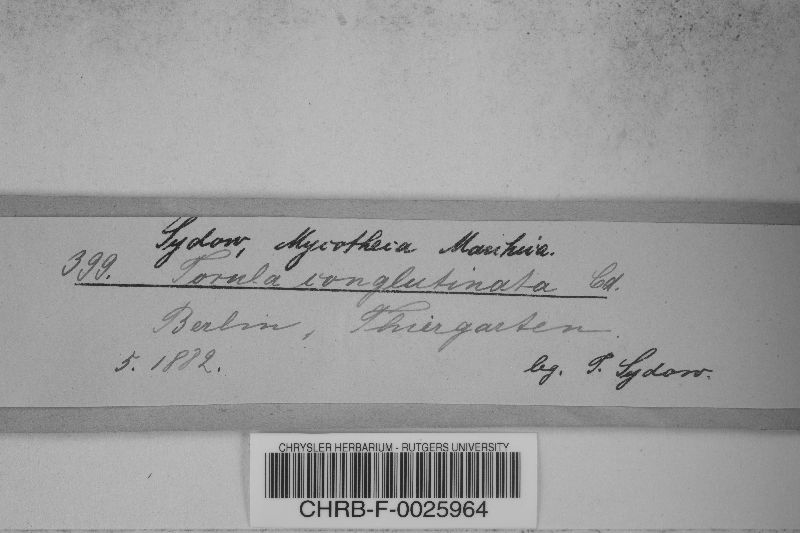 Sydow, Mycotheca Marchica.
399. Torula conglutinata Cd.
Berlin, Thiergarten.
5. 1882.
leg. P. Sydow.
CHRYSLER HERBARIUM - RUTGERS UNIVERSITY
CHRB-F-0025964